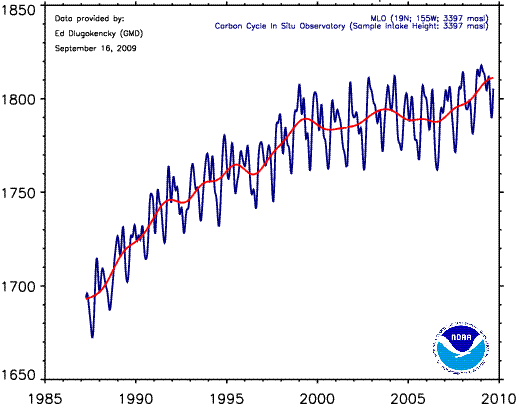 1850
Data provided by:
Ed Dlugokencky (GMD)
September 16, 2009
MLO (19N; 155W; 3397 masl)
Carbon Cycle In Situ Observatory (Sample Intake Height: 3397 masl)
1800
1750
1700
1650
NOAA
1985
1990
1995
2000
2005
2010